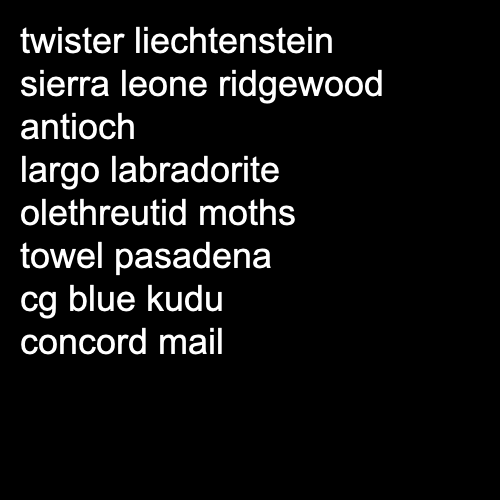 twister liechtenstein
sierra leone ridgewood
antioch
largo labradorite
olethreutid moths
towel pasadena
cg blue kudu
concord mail